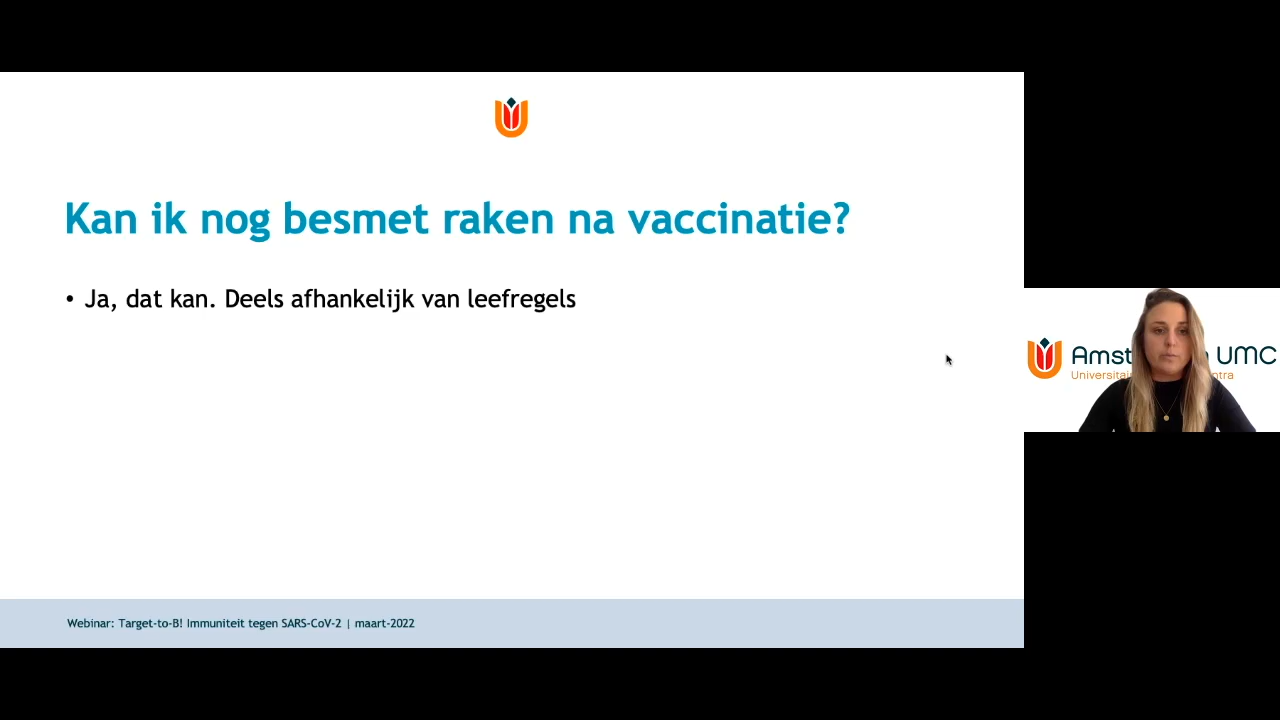 Kan ik nog besmet raken na vaccinatie?
• Ja, dat kan. Deels afhankelijk van leefregels
UMC
Webinar: Target-to-B! Immuniteit tegen SARS-CoV-2 | maart-2022